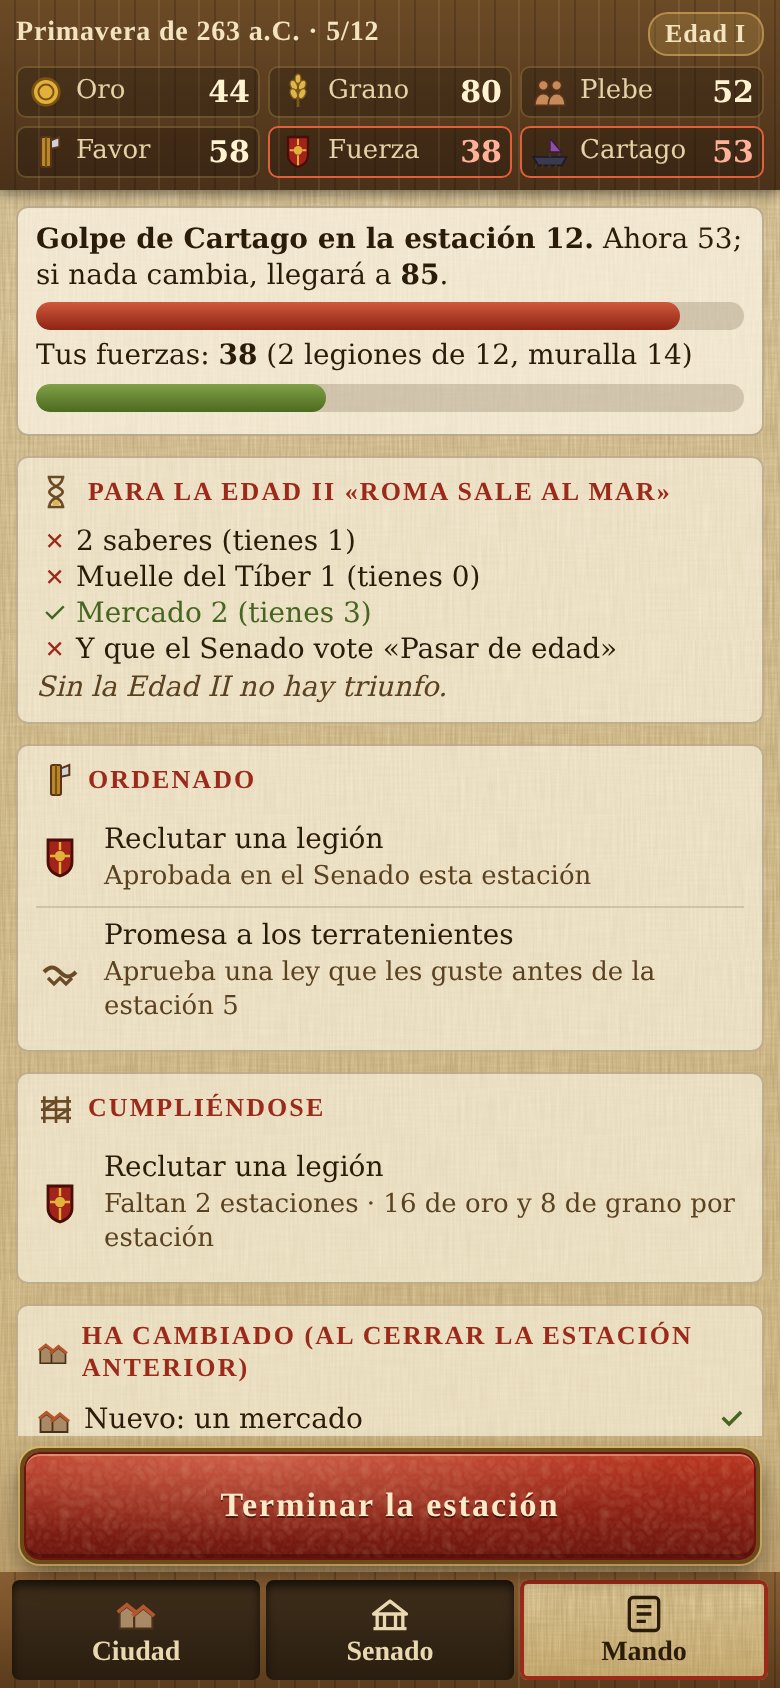 Primavera de 263 a.C. · 5/12
Edad I
Oro 44
Grano 80
Plebe 52
Favor 58
Fuerza 38
Cartago 53
Golpe de Cartago en la estación 12. Ahora 53;
si nada cambia, llegará a 85.
Tus fuerzas: 38 (2 legiones de 12, muralla 14)
PARA LA EDAD II «ROMA SALE AL MAR»
✕ 2 saberes (tienes 1)
✕ Muelle del Tíber 1 (tienes 0)
✓ Mercado 2 (tienes 3)
✕ Y que el Senado vote «Pasar de edad»
Sin la Edad II no hay triunfo.
ORDENADO
Reclutar una legión
Aprobada en el Senado esta estación
Promesa a los terratenientes
Aprueba una ley que les guste antes de la
estación 5
CUMPLIÉNDOSE
Reclutar una legión
Faltan 2 estaciones · 16 de oro y 8 de grano por
estación
HA CAMBIADO (AL CERRAR LA ESTACIÓN
ANTERIOR)
Nuevo: un mercado ✓
Terminar la estación
Ciudad
Senado
Mando